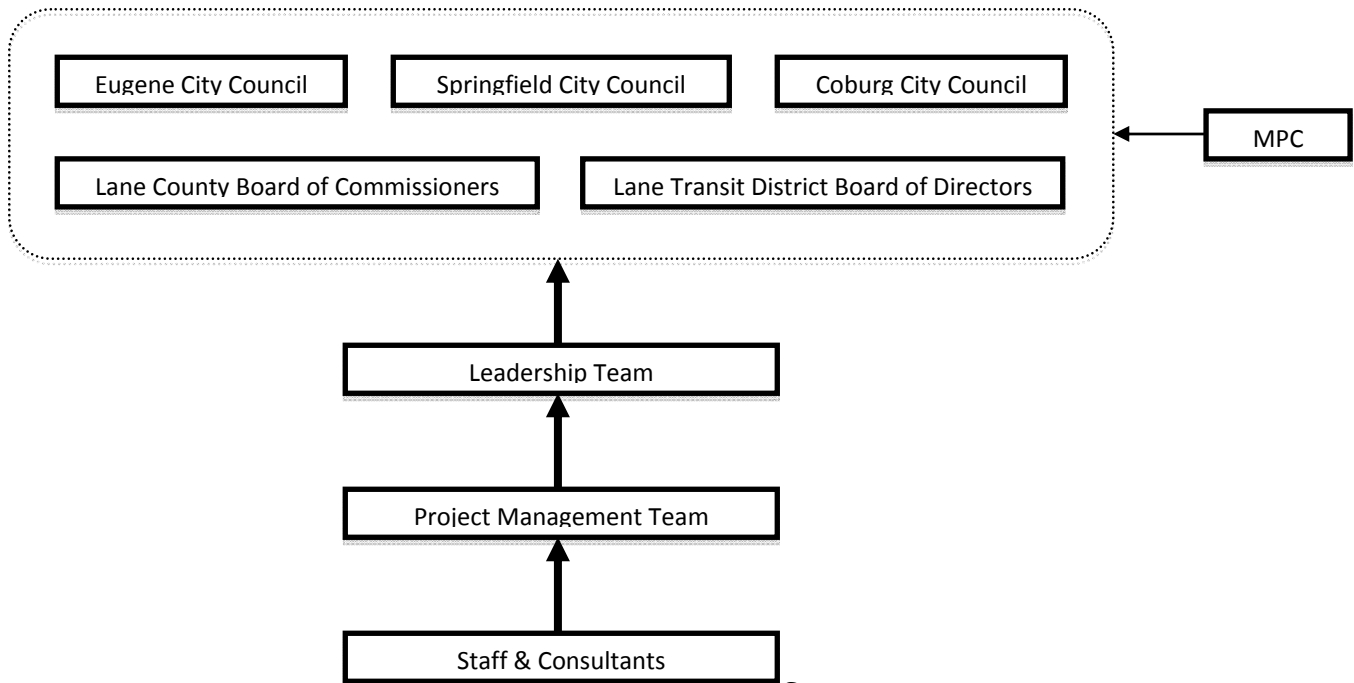 Eugene City Council
Springfield City Council
Coburg City Council
MPC
Lane County Board of Commissioners
Lane Transit District Board of Directors
Leadership Team
Project Management Team
Staff & Consultants